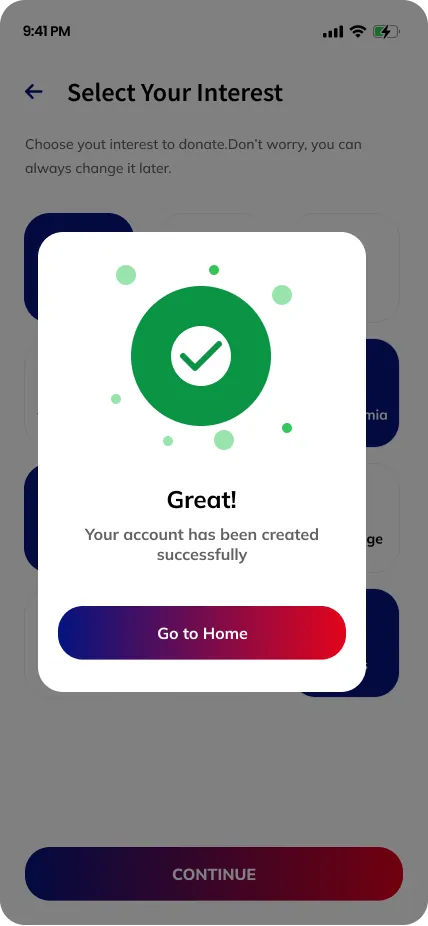 9:41 PM
Select Your Interest
Choose yout interest to donate.Don't worry, you can
always change it later.
Great!
Your account has been created
successfully
Go to Home
CONTINUE